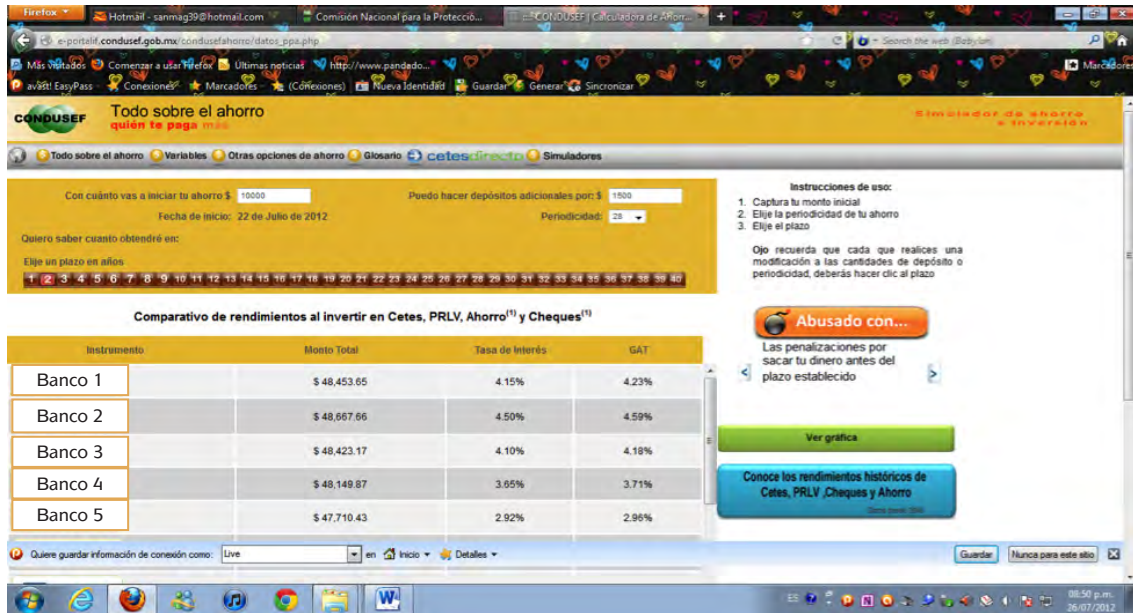 Firefox
Hotmail - sanmag39@hotmail.com
Comisión Nacional para la Protecció...
CONDUSEF | Calculadora de Ahorr...
e-portalif.condusef.gob.mx/condusefahorro/datos_ppa.php
Search the web (Babylon)
Más visitados Comenzar a usar Firefox Últimas noticias http://www.pandado... Marcadores
avast! EasyPass Conexiones Marcadores (Conexiones) Nueva Identidad Guardar Generar Sincronizar
CONDUSEF
Todo sobre el ahorro
quién te paga más
Simulador de ahorro
e inversión
Todo sobre el ahorro Variables Otras opciones de ahorro Glosario cetesdirecto Simuladores
Con cuánto vas a iniciar tu ahorro $ 10000 Puedo hacer depósitos adicionales por: $ 1500
Fecha de inicio: 22 de Julio de 2012 Periodicidad: 28
Quiero saber cuanto obtendré en:
Elije un plazo en años
1 2 3 4 5 6 7 8 9 10 11 12 13 14 15 16 17 18 19 20 21 22 23 24 25 26 27 28 29 30 31 32 33 34 35 36 37 38 39 40
Instrucciones de uso:
1. Captura tu monto inicial
2. Elije la periodicidad de tu ahorro
3. Elije el plazo
Ojo recuerda que cada que realices una
modificación a las cantidades de depósito o
periodicidad, deberás hacer clic al plazo
Comparativo de rendimientos al invertir en Cetes, PRLV, Ahorro(1) y Cheques(1)
Instrumento Monto Total Tasa de Interés GAT
Banco 1 $ 48,453.65 4.15% 4.23%
Banco 2 $ 48,667.66 4.50% 4.59%
Banco 3 $ 48,423.17 4.10% 4.18%
Banco 4 $ 48,149.87 3.65% 3.71%
Banco 5 $ 47,710.43 2.92% 2.96%
Abusado con...
Las penalizaciones por
sacar tu dinero antes del
plazo establecido
Ver gráfica
Conoce los rendimientos históricos de
Cetes, PRLV ,Cheques y Ahorro
Quiere guardar información de conexión como: Live en Inicio Detalles Guardar Nunca para este sitio
ES
08:50 p.m.
26/07/2012